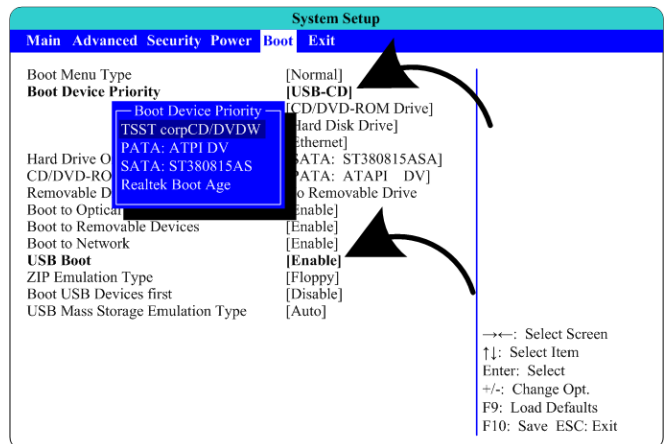 System Setup
Main Advanced Security Power Boot Exit
Boot Menu Type [Normal]
Boot Device Priority [USB-CD]
[CD/DVD-ROM Drive]
Boot Device Priority
Hard Disk Drive]
TSST corpCD/DVDW
Ethernet]
PATA: ATPI DV
Hard Drive O SATA: ST380815ASA]
SATA: ST380815AS
CD/DVD-RO PATA: ATAPI DV]
Realtek Boot Age
Removable D o Removable Drive
Boot to Optical Enable]
Boot to Removable Devices [Enable]
Boot to Network [Enable]
USB Boot [Enable]
ZIP Emulation Type [Floppy]
Boot USB Devices first [Disable]
USB Mass Storage Emulation Type [Auto]
→←: Select Screen
↑↓: Select Item
Enter: Select
+/-: Change Opt.
F9: Load Defaults
F10: Save ESC: Exit